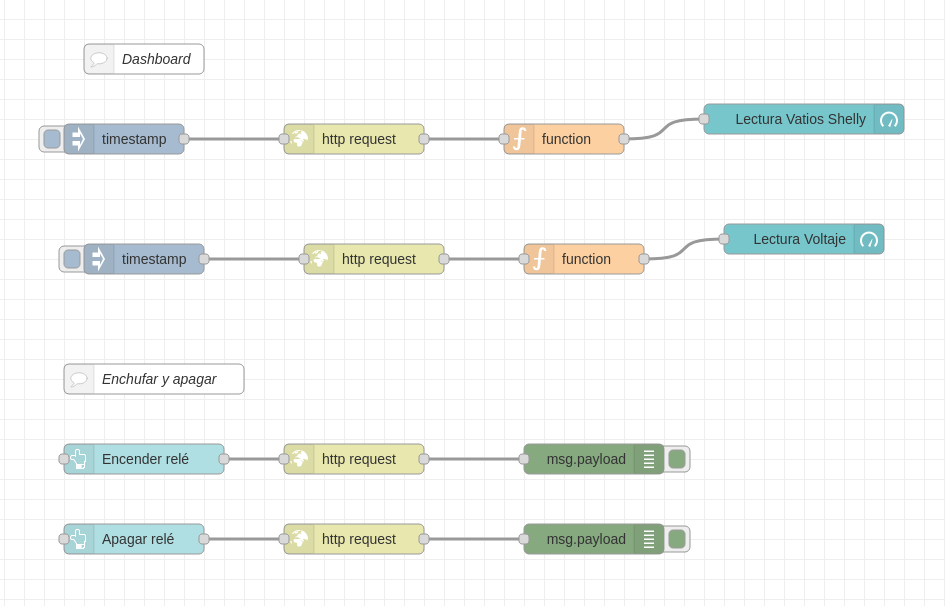 Dashboard
timestamp
http request
function
Lectura Vatios Shelly
timestamp
http request
function
Lectura Voltaje
Enchufar y apagar
Encender relé
http request
msg.payload
Apagar relé
http request
msg.payload